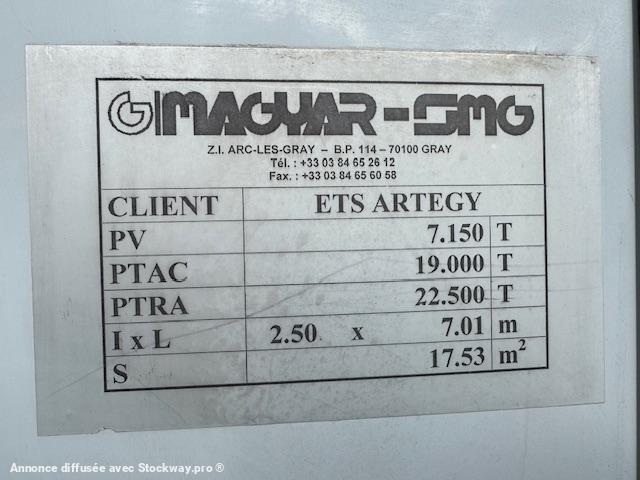 MAGYAR-SMG
Z.I. ARC-LES-GRAY – B.P. 114 – 70100 GRAY
Tél. : +33 03 84 65 26 12
Fax. : +33 03 84 65 60 58
CLIENT ETS ARTEGY
PV 7.150 T
PTAC 19.000 T
PTRA 22.500 T
l x L 2.50 x 7.01 m
S 17.53 m²
Annonce diffusée avec Stockway.pro ®